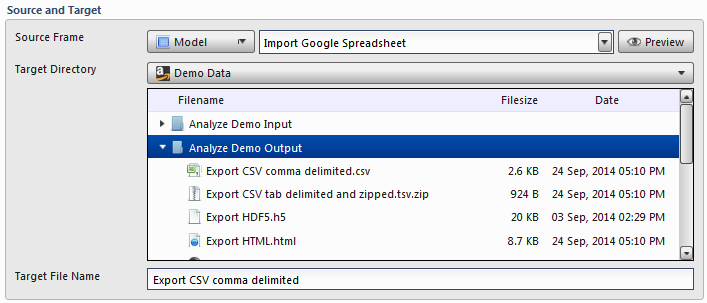 Source and Target
Source Frame Model Import Google Spreadsheet Preview
Target Directory a Demo Data
Filename Filesize Date
Analyze Demo Input
Analyze Demo Output
Export CSV comma delimited.csv 2.6 KB 24 Sep, 2014 05:10 PM
Export CSV tab delimited and zipped.tsv.zip 924 B 24 Sep, 2014 05:10 PM
Export HDF5.h5 20 KB 03 Sep, 2014 02:29 PM
Export HTML.html 8.7 KB 24 Sep, 2014 05:10 PM
Target File Name Export CSV comma delimited